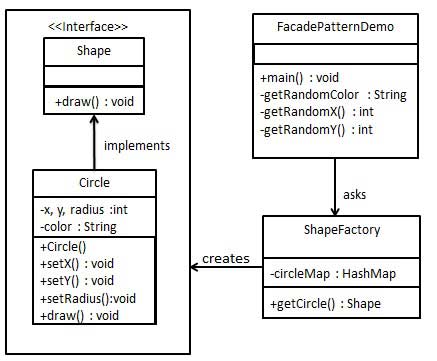 <<Interface>>
Shape
+draw() : void
implements
Circle
-x, y, radius :int
-color : String
+Circle()
+setX() : void
+setY() : void
+setRadius():void
+draw() : void
FacadePatternDemo
+main() : void
-getRandomColor : String
-getRandomX() : int
-getRandomY() : int
asks
ShapeFactory
-circleMap : HashMap
+getCircle() : Shape
creates